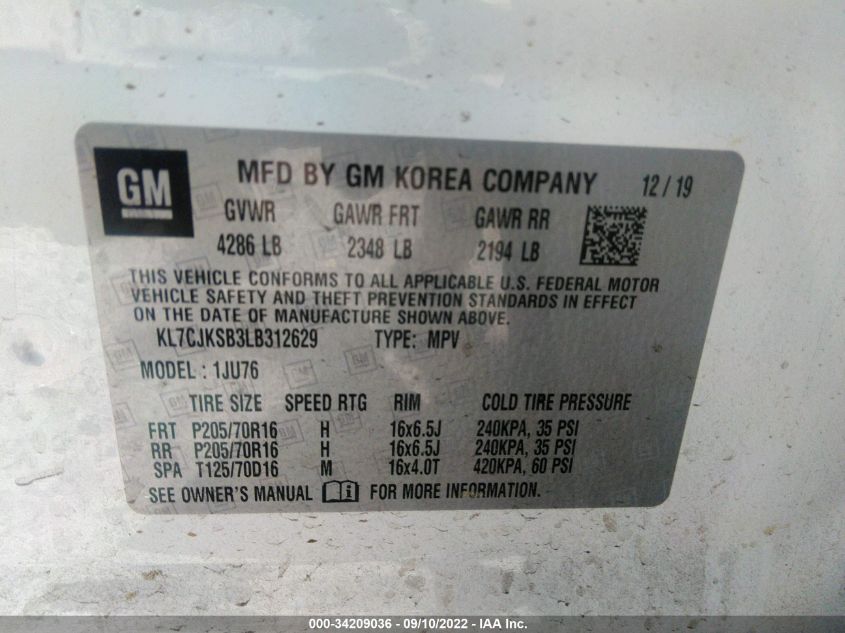 GM
MFD BY GM KOREA COMPANY 12/19
GVWR GAWR FRT GAWR RR
4286 LB 2348 LB 2194 LB
THIS VEHICLE CONFORMS TO ALL APPLICABLE U.S. FEDERAL MOTOR
VEHICLE SAFETY AND THEFT PREVENTION STANDARDS IN EFFECT
ON THE DATE OF MANUFACTURE SHOWN ABOVE.
KL7CJKSB3LB312629 TYPE: MPV
MODEL: 1JU76
TIRE SIZE SPEED RTG RIM COLD TIRE PRESSURE
FRT P205/70R16 H 16x6.5J 240KPA, 35 PSI
RR P205/70R16 H 16x6.5J 240KPA, 35 PSI
SPA T125/70D16 M 16x4.0T 420KPA, 60 PSI
SEE OWNER'S MANUAL FOR MORE INFORMATION.
000-34209036 - 09/10/2022 - IAA Inc.